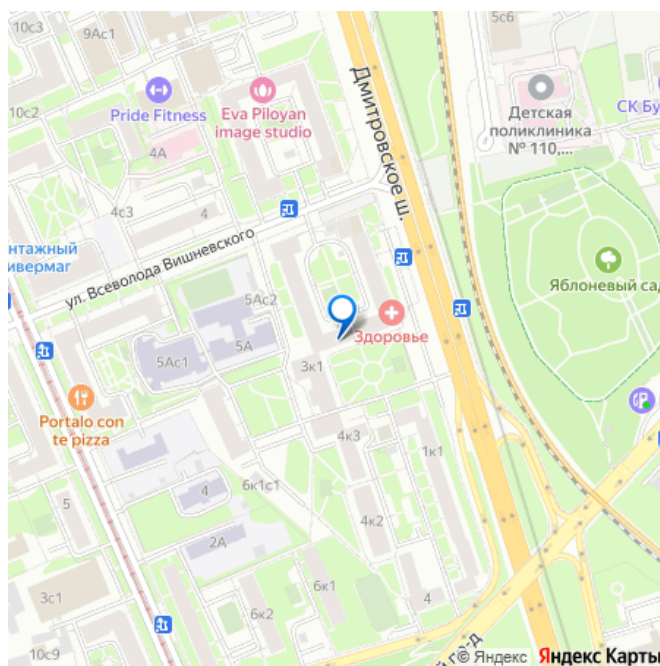 10с3
9Ас1
5с6
Pride Fitness
Eva Piloyan
image studio
Дмитровское ш.
Детская
поликлиника
№ 110,...
СК Бу
10с2
4А
4с3
4
ул. Всеволода Вишневского
нтажный
ивермаг
Яблоневый сад
5Ас2
5А
5Ас1
Здоровье
3к1
Portalo con
te pizza
4к3
1к1
5
4
6к1с1
4к2
2А
3с1
6к1
6к2
4
10с9
й пр-д
© Яндекс Яндекс Карты